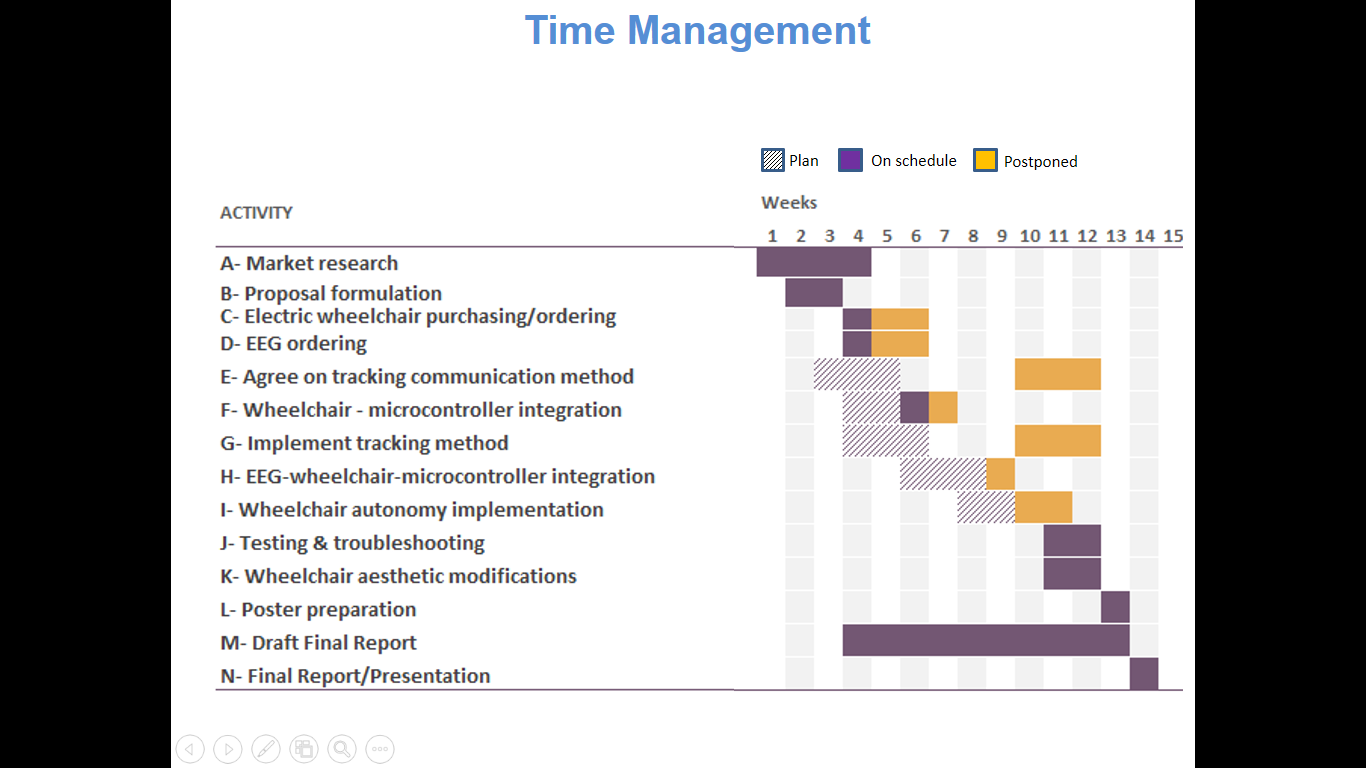 Time Management
Plan On schedule Postponed
ACTIVITY
Weeks
1 2 3 4 5 6 7 8 9 10 11 12 13 14 15
A- Market research
B- Proposal formulation
C- Electric wheelchair purchasing/ordering
D- EEG ordering
E- Agree on tracking communication method
F- Wheelchair - microcontroller integration
G- Implement tracking method
H- EEG-wheelchair-microcontroller integration
I- Wheelchair autonomy implementation
J- Testing & troubleshooting
K- Wheelchair aesthetic modifications
L- Poster preparation
M- Draft Final Report
N- Final Report/Presentation